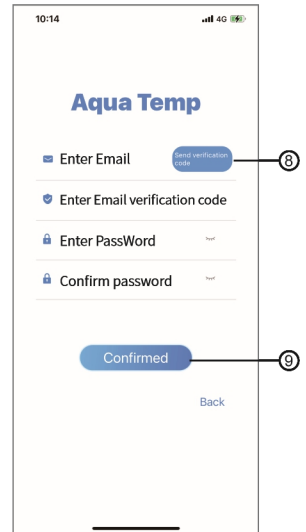 10:14 4G
Aqua Temp
Enter Email
Send verification
code
8
Enter Email verification code
Enter PassWord
Confirm password
Confirmed
9
Back